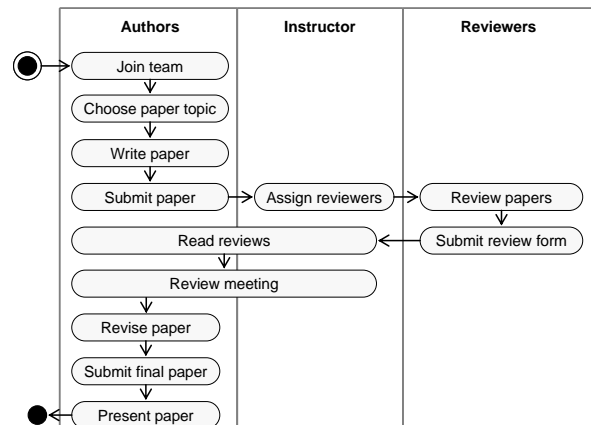 Authors
Instructor
Reviewers
Join team
Choose paper topic
Write paper
Submit paper
Assign reviewers
Review papers
Read reviews
Submit review form
Review meeting
Revise paper
Submit final paper
Present paper